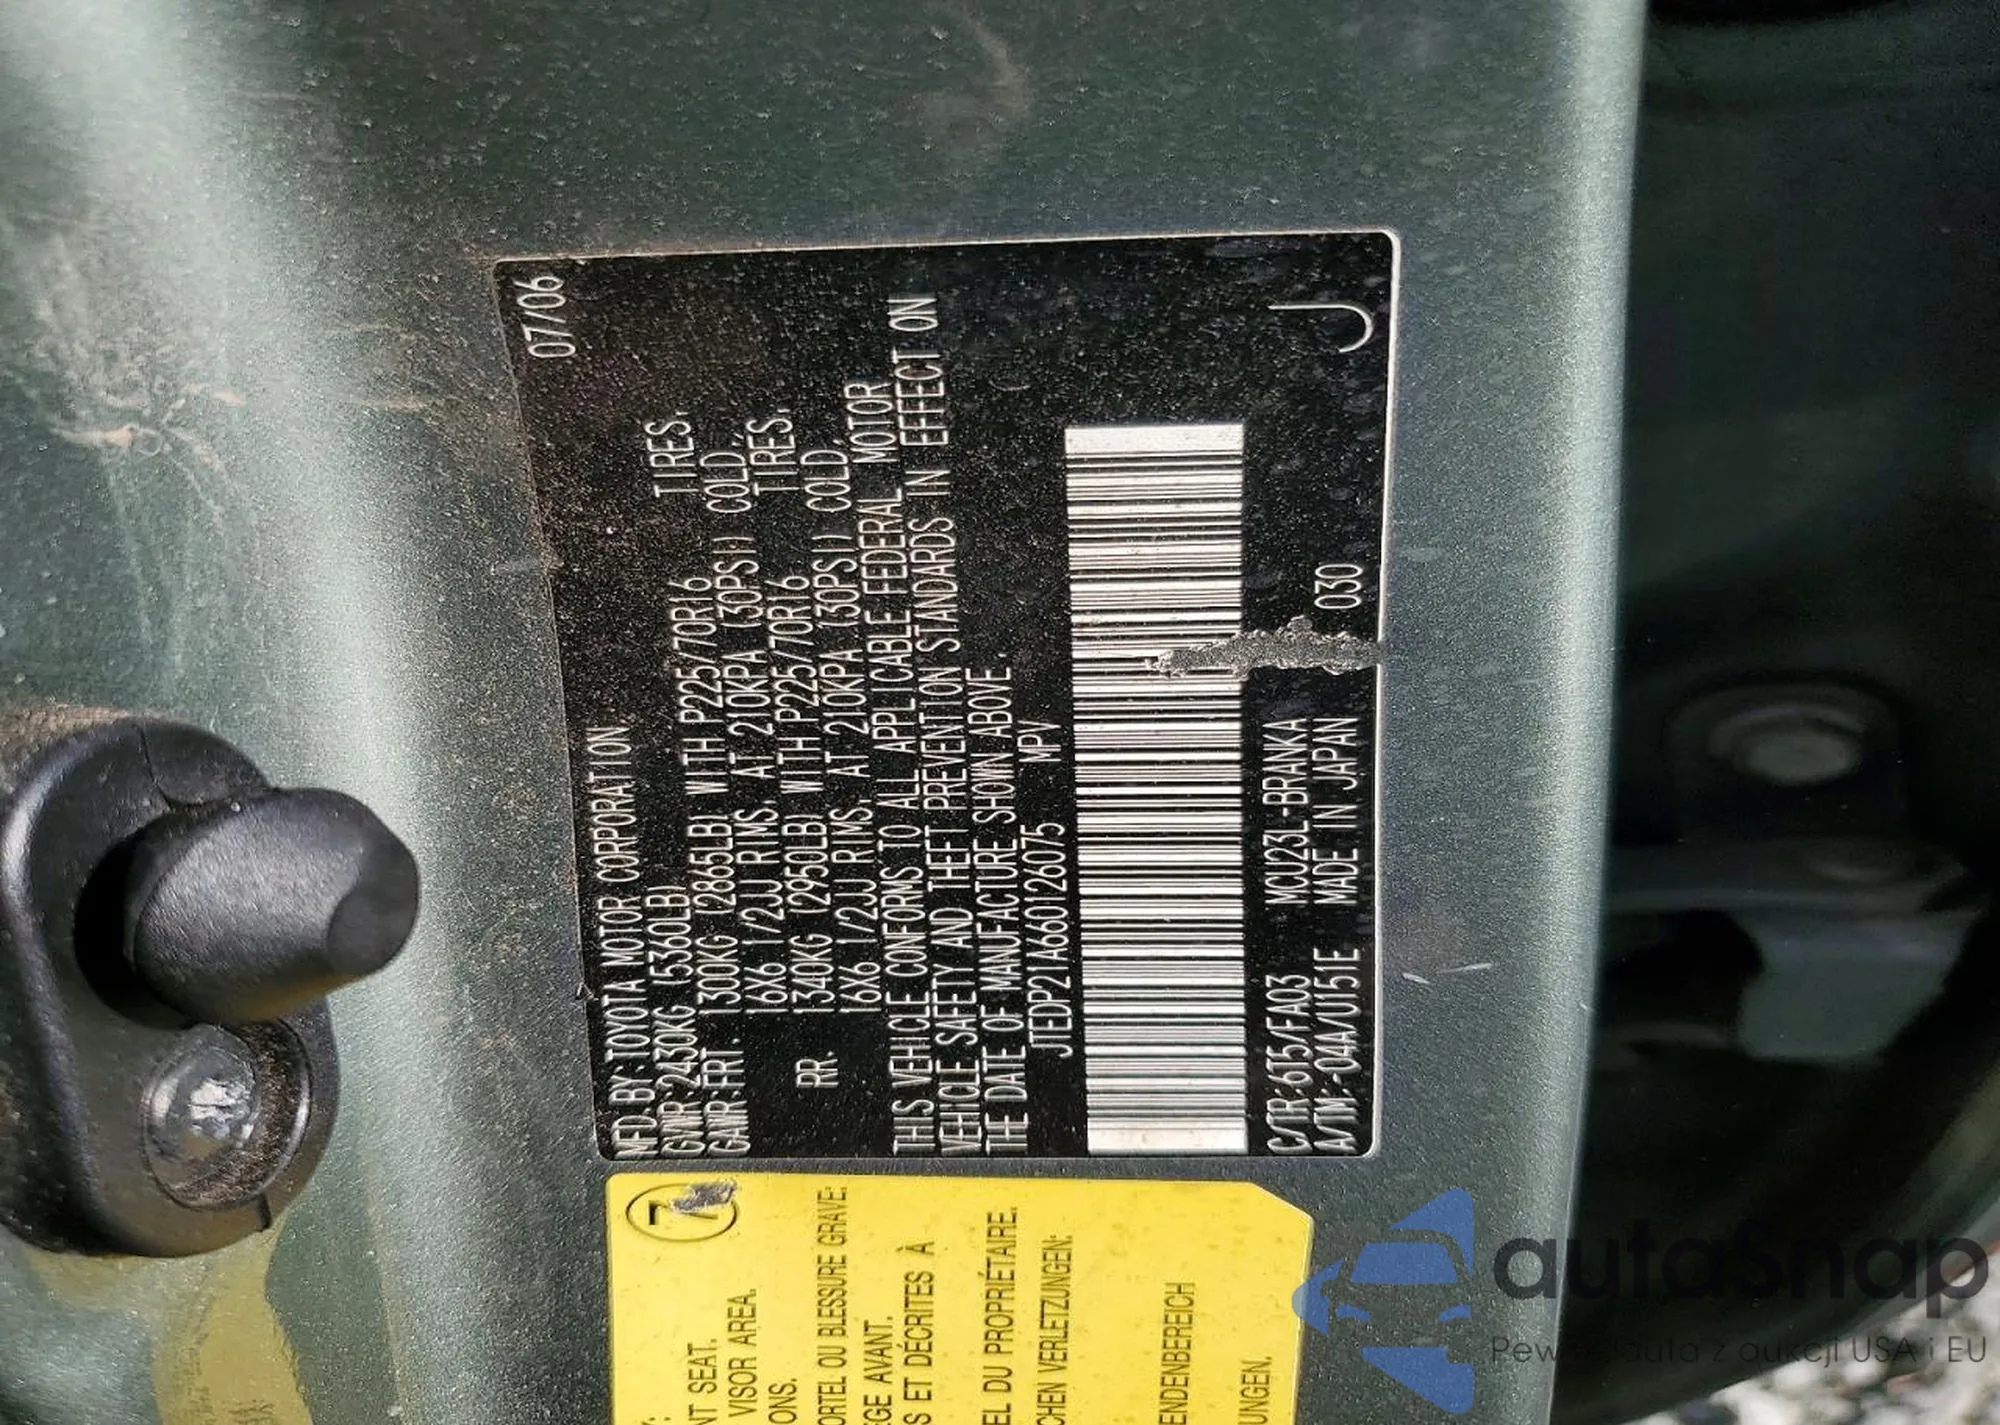 07/06
MFD.BY:TOYOTA MOTOR CORPORATION
GVWR:2430KG (5360LB)
GAWR:FRT. 1300KG (2865LB) WITH P225/70R16 TIRES,
16X6 1/2JJ RIMS, AT 210KPA (30PSI) COLD,
RR. 1340KG (2950LB) WITH P225/70R16 TIRES,
16X6 1/2JJ RIMS, AT 210KPA (30PSI) COLD,
THIS VEHICLE CONFORMS TO ALL APPLICABLE FEDERAL MOTOR
VEHICLE SAFETY AND THEFT PREVENTION STANDARDS IN EFFECT ON
THE DATE OF MANUFACTURE SHOWN ABOVE.
JTEDP21A660126075 MPV
C/TR:6T5/FA03 MCU23L-BRANKA
A/TM:-04A/U151E MADE IN JAPAN 030
J
7
NT SEAT.
VISOR AREA.
ONS.
ORTEL OU BLESSURE GRAVE:
GE AVANT.
S ET DÉCRITES À
EL DU PROPRIÉTAIRE.
CHEN VERLETZUNGEN:
ENDENBEREICH
UNGEN.
autaSnap
auta z aukcji USA i EU